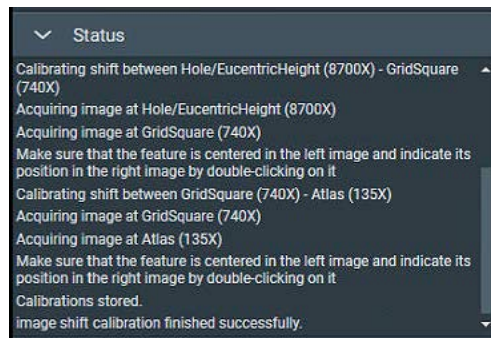 Status
Calibrating shift between Hole/EucentricHeight (8700X) - GridSquare
(740X)
Acquiring image at Hole/EucentricHeight (8700X)
Acquiring image at GridSquare (740X)
Make sure that the feature is centered in the left image and indicate its
position in the right image by double-clicking on it
Calibrating shift between GridSquare (740X) - Atlas (135X)
Acquiring image at GridSquare (740X)
Acquiring image at Atlas (135X)
Make sure that the feature is centered in the left image and indicate its
position in the right image by double-clicking on it
Calibrations stored.
image shift calibration finished successfully.